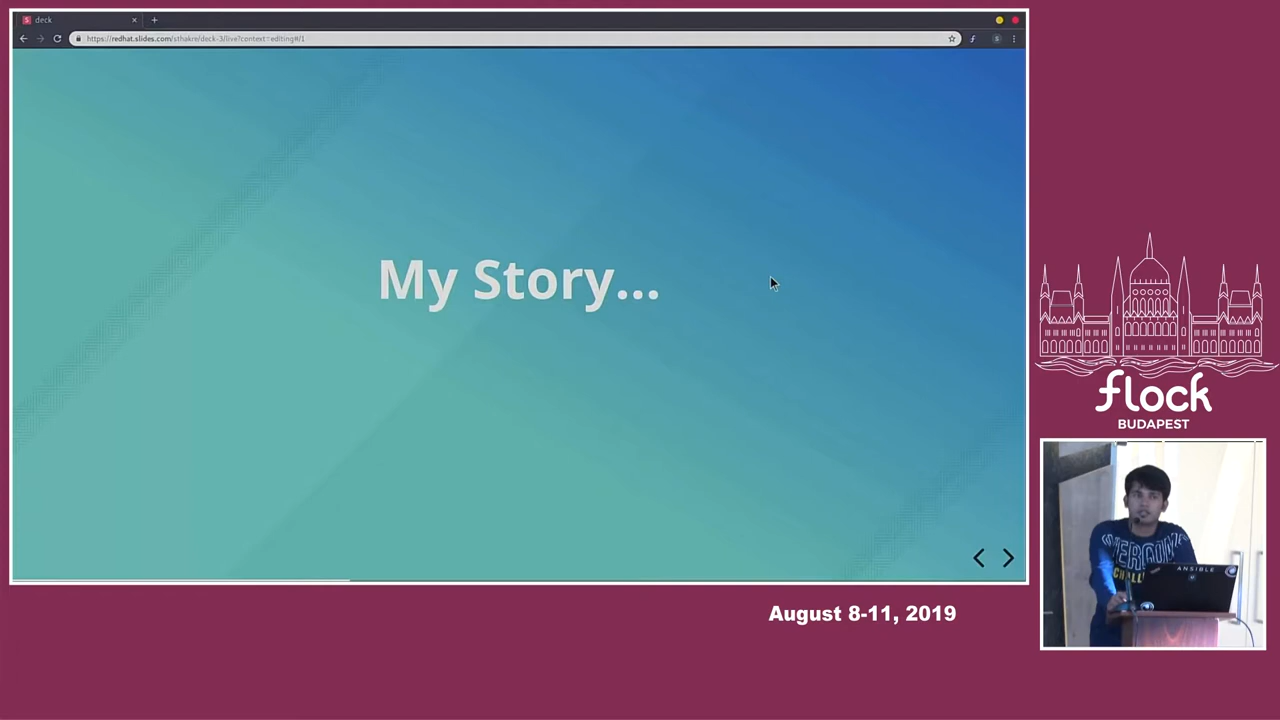 deck
https://redhat.slides.com/sthakre/deck-3/live?context=editing#/1
My Story...
flock
BUDAPEST
ANSIBLE
August 8-11, 2019